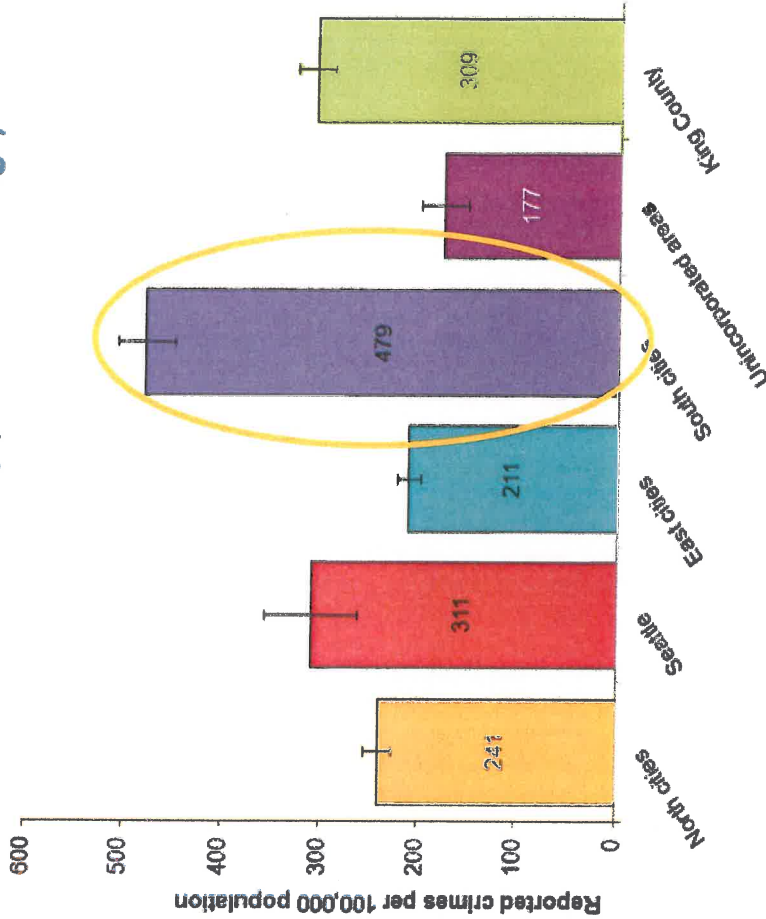 Reported crimes per 100,000 population
600
500
400
300
200
100
0
241
311
211
479
177
309
North cities
Seattle
East cities
South cities
Unincorporated areas
King County